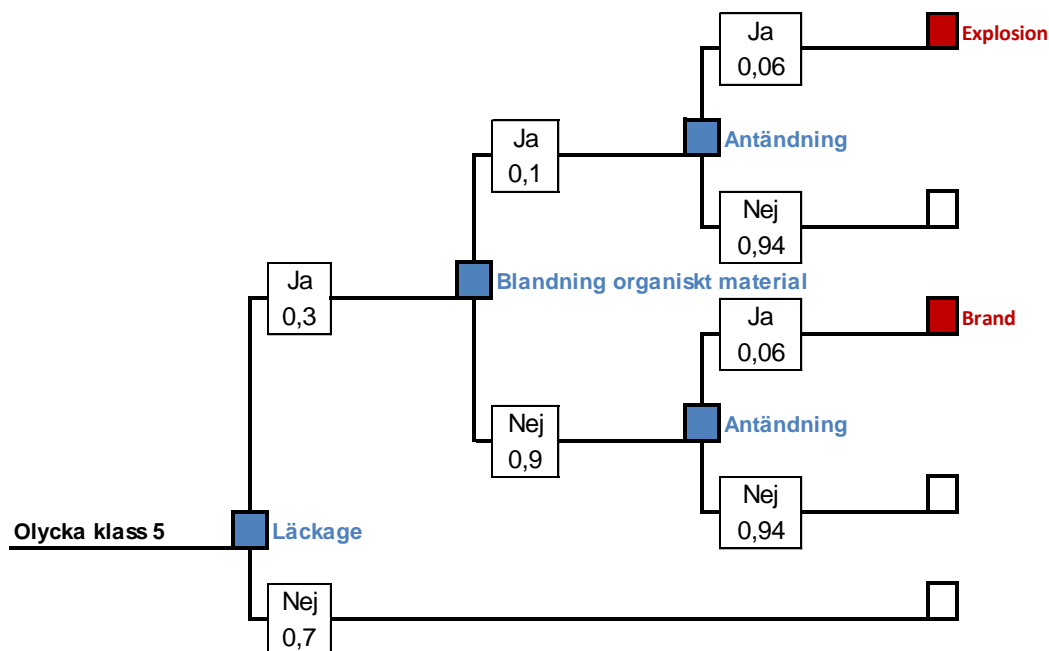 Ja
0,06
Explosion
Ja
0,1
Antändning
Nej
0,94
Ja
0,3
Blandning organiskt material
Ja
0,06
Brand
Nej
0,9
Antändning
Nej
0,94
Olycka klass 5
Läckage
Nej
0,7